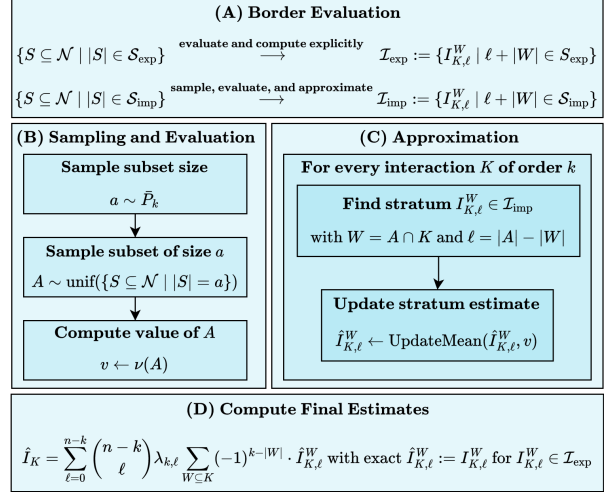 (A) Border Evaluation
{S ⊆ 𝒩 | |S| ∈ 𝒮_exp} evaluate and compute explicitly ⟶ ℐ_exp := {I^W_{K,ℓ} | ℓ + |W| ∈ S_exp}
{S ⊆ 𝒩 | |S| ∈ 𝒮_imp} sample, evaluate, and approximate ⟶ ℐ_imp := {I^W_{K,ℓ} | ℓ + |W| ∈ 𝒮_imp}
(B) Sampling and Evaluation
Sample subset size
a ∼ P̄_k
Sample subset of size a
A ∼ unif({S ⊆ 𝒩 | |S| = a})
Compute value of A
v ← ν(A)
(C) Approximation
For every interaction K of order k
Find stratum I^W_{K,ℓ} ∈ ℐ_imp
with W = A ∩ K and ℓ = |A| − |W|
Update stratum estimate
Î^W_{K,ℓ} ← UpdateMean(Î^W_{K,ℓ}, v)
(D) Compute Final Estimates
Î_K = ∑_{ℓ=0}^{n−k} (n−k choose ℓ) λ_{k,ℓ} ∑_{W⊆K} (−1)^{k−|W|} · Î^W_{K,ℓ} with exact Î^W_{K,ℓ} := I^W_{K,ℓ} for I^W_{K,ℓ} ∈ ℐ_exp